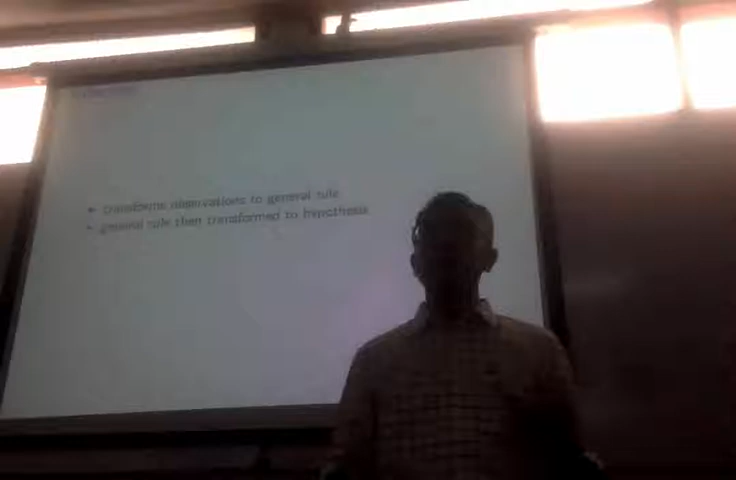 transforms observations to general rule
general rule then transformed to hypothesis